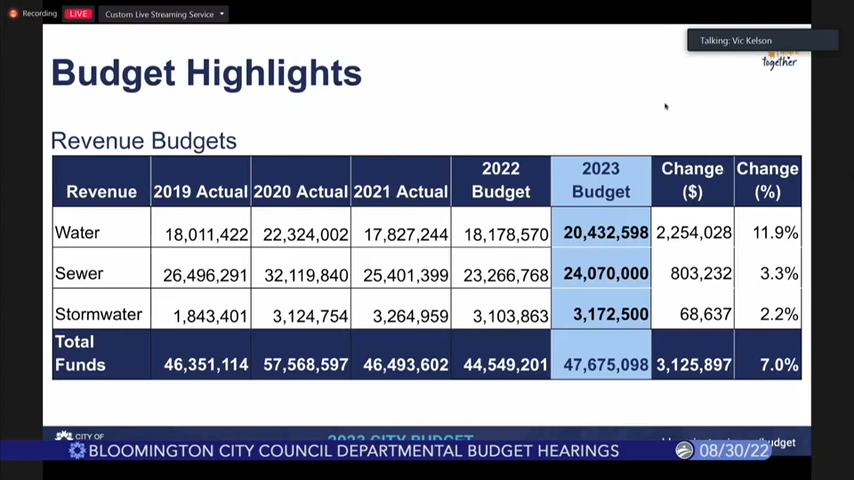 Recording LIVE Custom Live Streaming Service
Talking: Vic Kelson
together
Budget Highlights
Revenue Budgets
Revenue 2019 Actual 2020 Actual 2021 Actual 2022 Budget 2023 Budget Change ($) Change (%)
Water 18,011,422 22,324,002 17,827,244 18,178,570 20,432,598 2,254,028 11.9%
Sewer 26,496,291 32,119,840 25,401,399 23,266,768 24,070,000 803,232 3.3%
Stormwater 1,843,401 3,124,754 3,264,959 3,103,863 3,172,500 68,637 2.2%
Total Funds 46,351,114 57,568,597 46,493,602 44,549,201 47,675,098 3,125,897 7.0%
CITY OF 2023 CITY BUDGET /budget
BLOOMINGTON CITY COUNCIL DEPARTMENTAL BUDGET HEARINGS 08/30/22